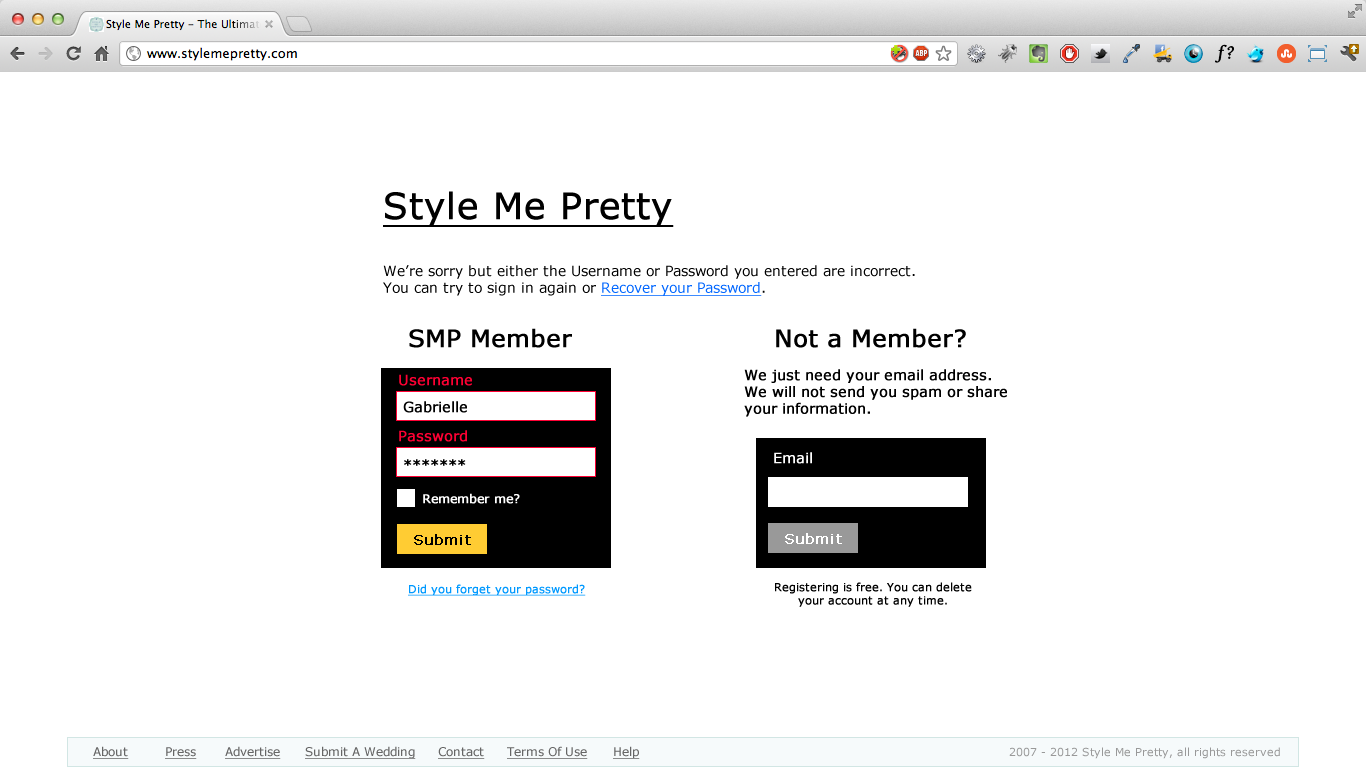 Style Me Pretty – The Ultima
www.stylemepretty.com
ABP
f?
Style Me Pretty
We’re sorry but either the Username or Password you entered are incorrect.
You can try to sign in again or Recover your Password.
SMP Member
Username
Gabrielle
Password
*******
Remember me?
Submit
Did you forget your password?
Not a Member?
We just need your email address.
We will not send you spam or share
your information.
Email
Submit
Registering is free. You can delete
your account at any time.
About Press Advertise Submit A Wedding Contact Terms Of Use Help
2007 - 2012 Style Me Pretty, all rights reserved